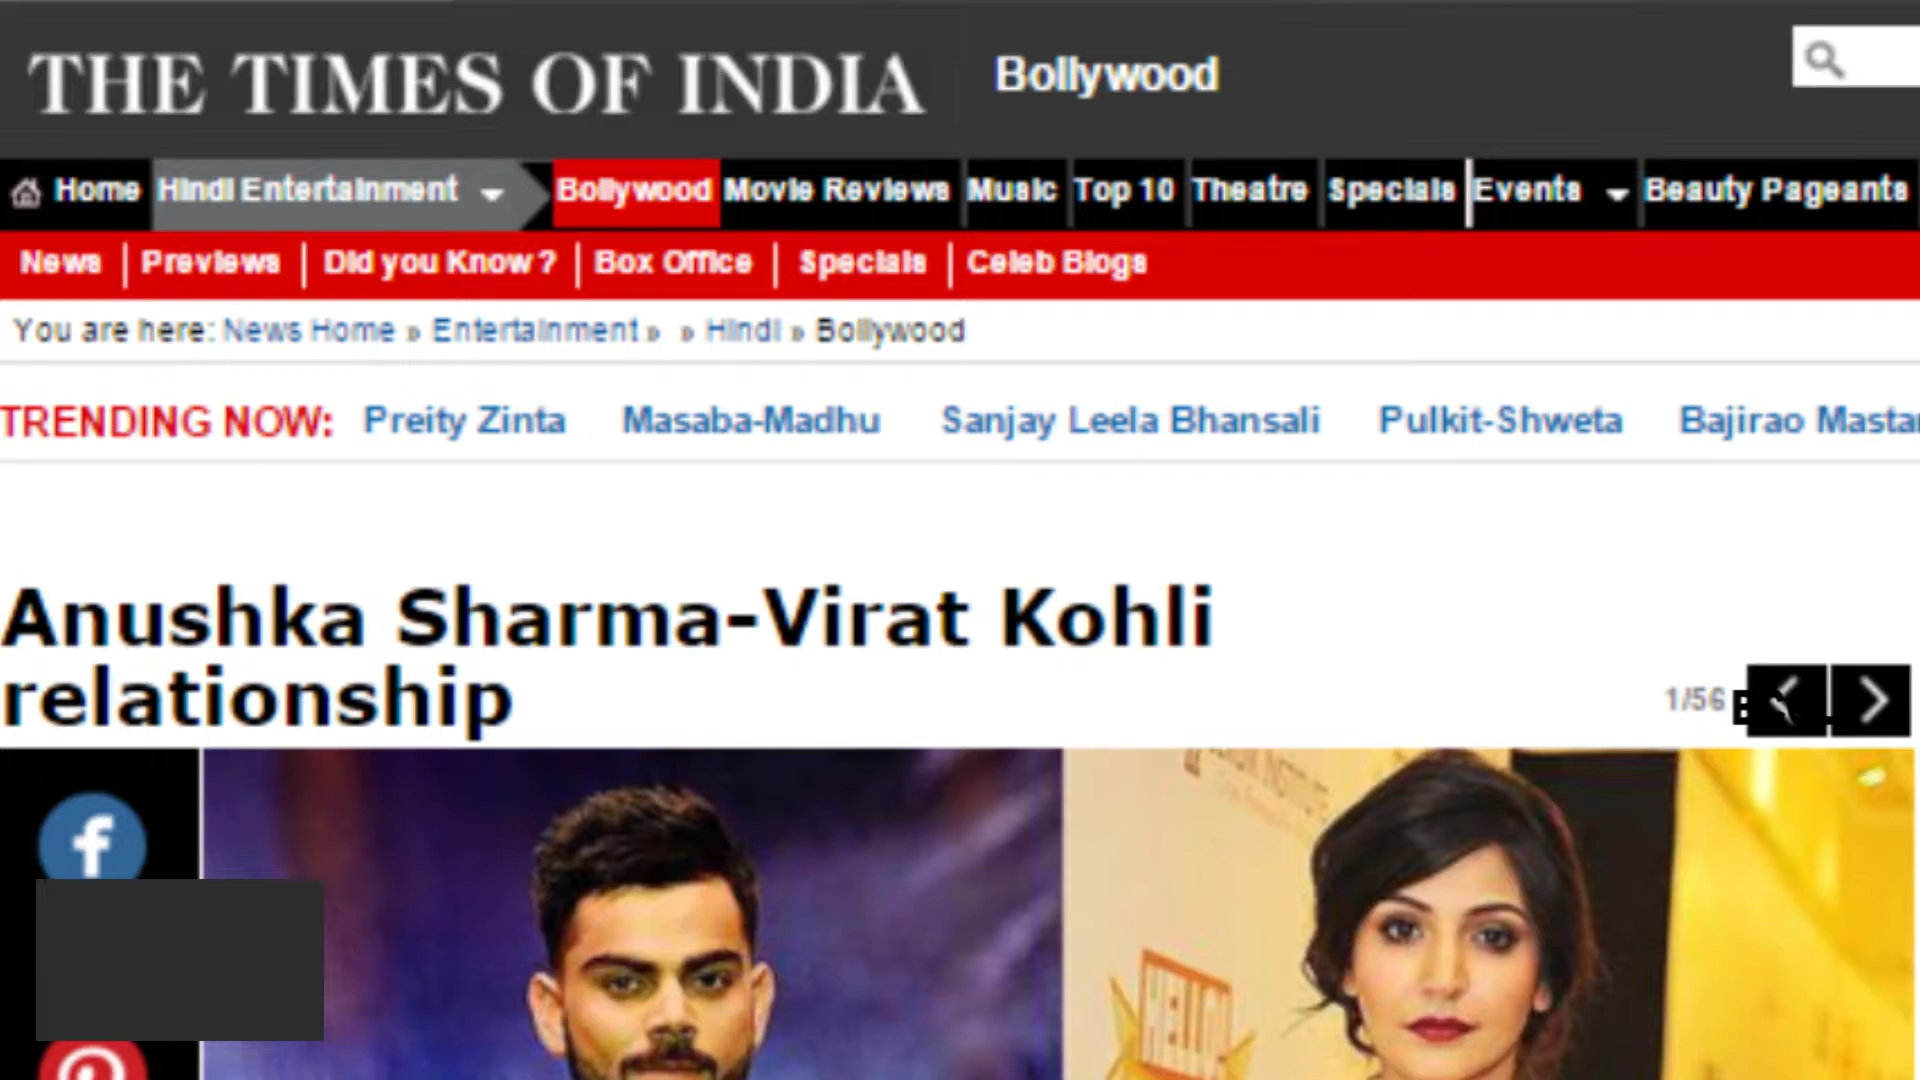 THE TIMES OF INDIA
Bollywood
Home Hindi Entertainment Bollywood Movie Reviews Music Top 10 Theatre Specials Events Beauty Pageants
News Previews Did you Know? Box Office Specials Celeb Blogs
You are here: News Home » Entertainment » » Hindi » Bollywood
TRENDING NOW: Preity Zinta Masaba-Madhu Sanjay Leela Bhansali Pulkit-Shweta Bajirao Masta
Anushka Sharma-Virat Kohli
relationship
1/56
f